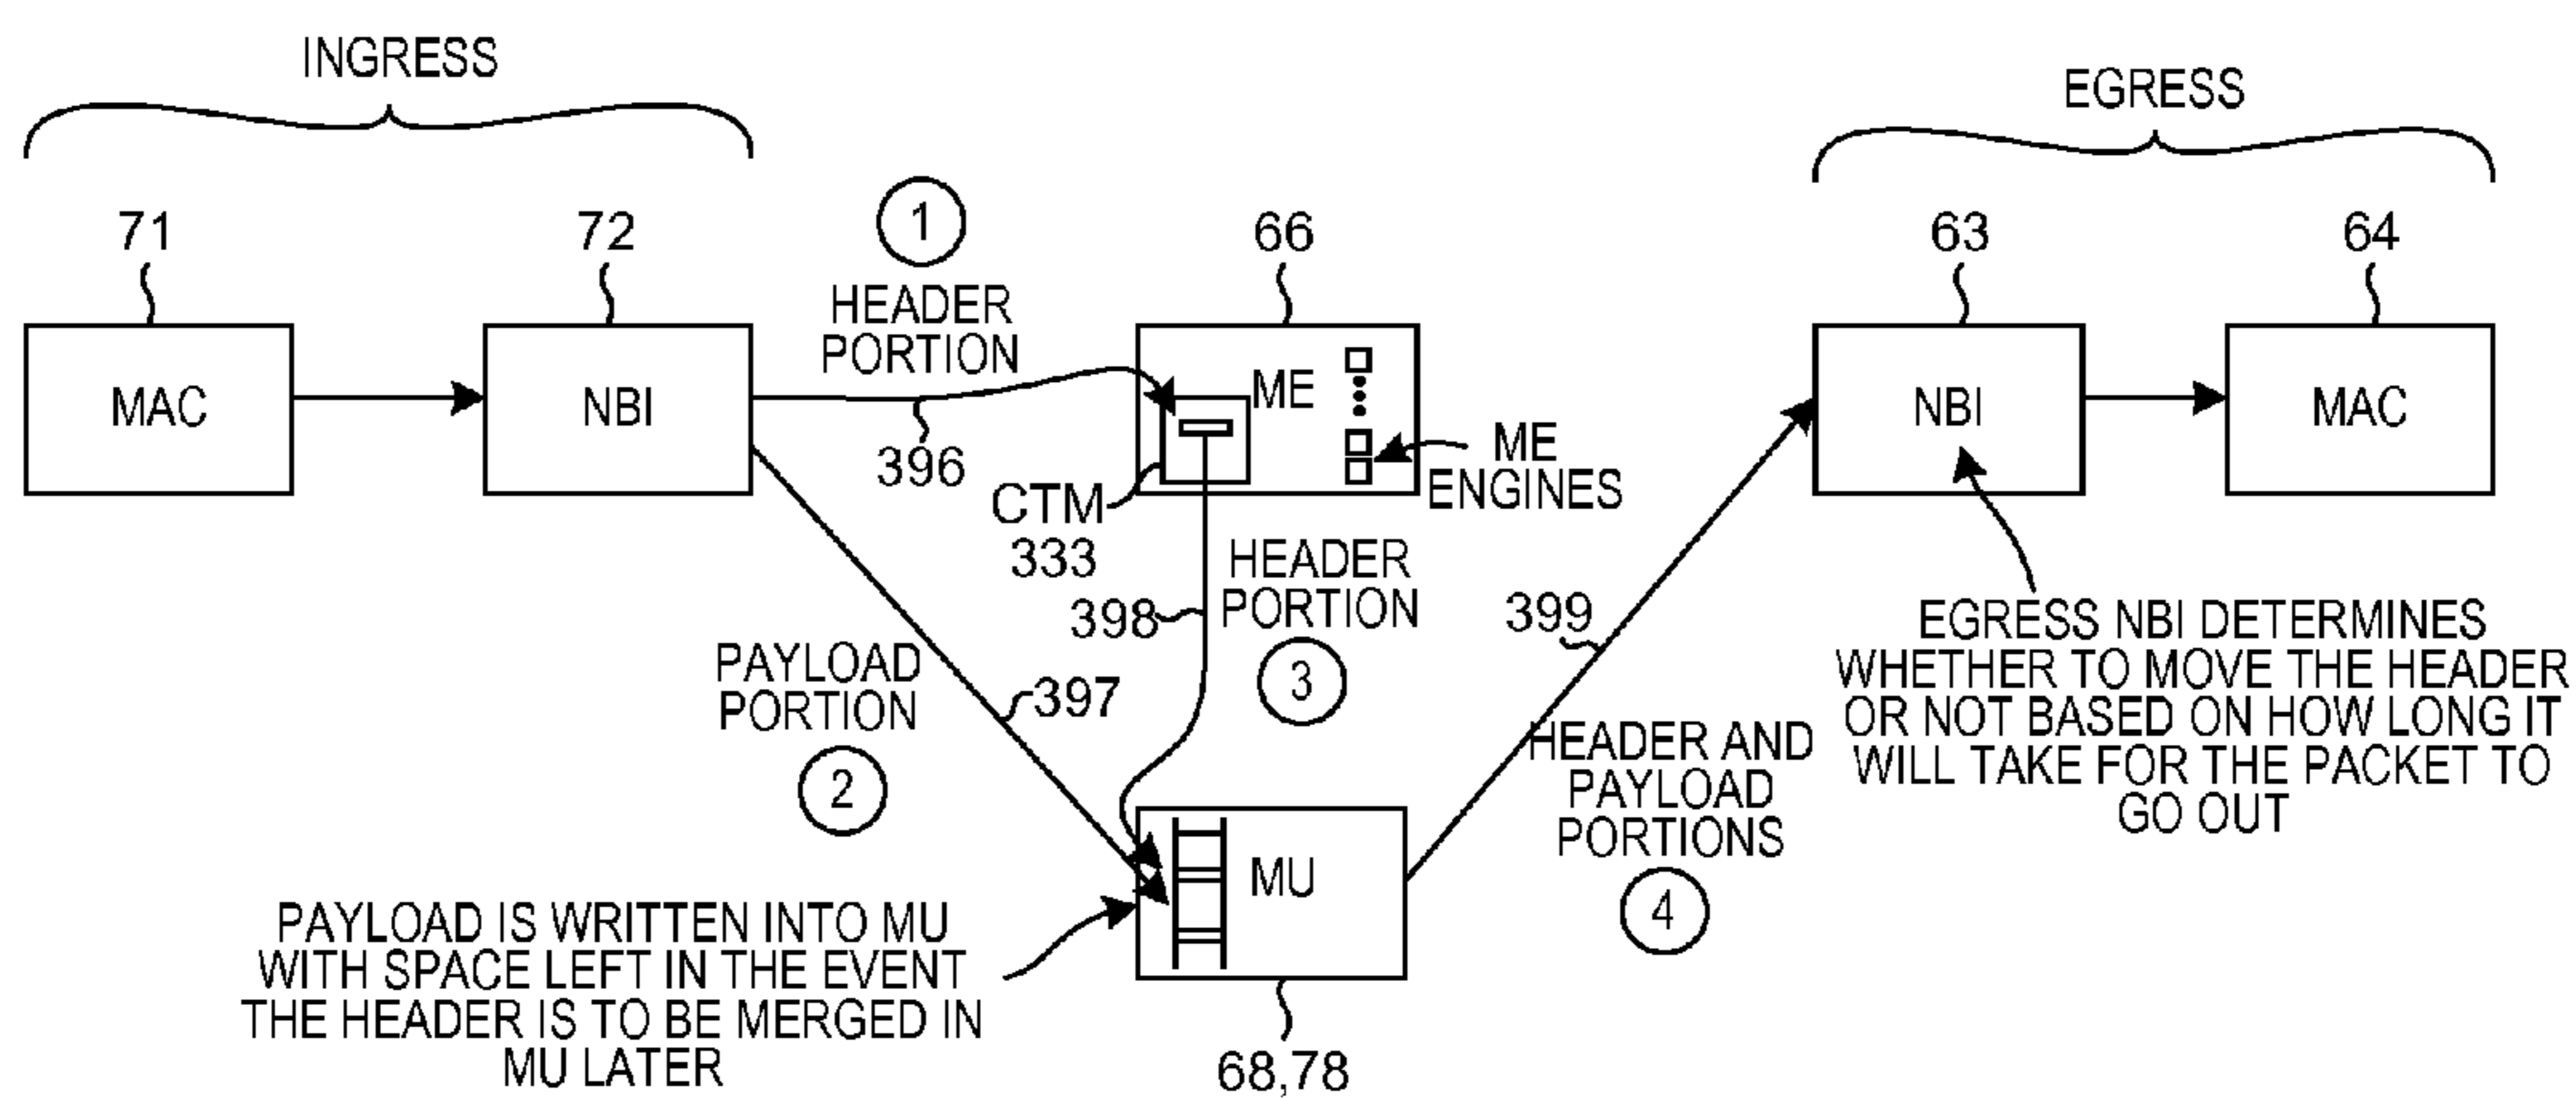 INGRESS
EGRESS
71
72
1
HEADER
PORTION
396
66
ME
ME
ENGINES
CTM
333
63
64
MAC
NBI
NBI
MAC
HEADER
PORTION
3
398
PAYLOAD
PORTION
2
397
399
HEADER AND
PAYLOAD
PORTIONS
4
EGRESS NBI DETERMINES
WHETHER TO MOVE THE HEADER
OR NOT BASED ON HOW LONG IT
WILL TAKE FOR THE PACKET TO
GO OUT
MU
PAYLOAD IS WRITTEN INTO MU
WITH SPACE LEFT IN THE EVENT
THE HEADER IS TO BE MERGED IN
MU LATER
68,78